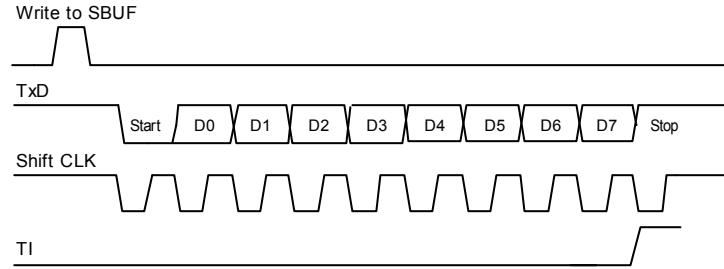 Write to SBUF
TxD
Start D0 D1 D2 D3 D4 D5 D6 D7 Stop
Shift CLK
TI